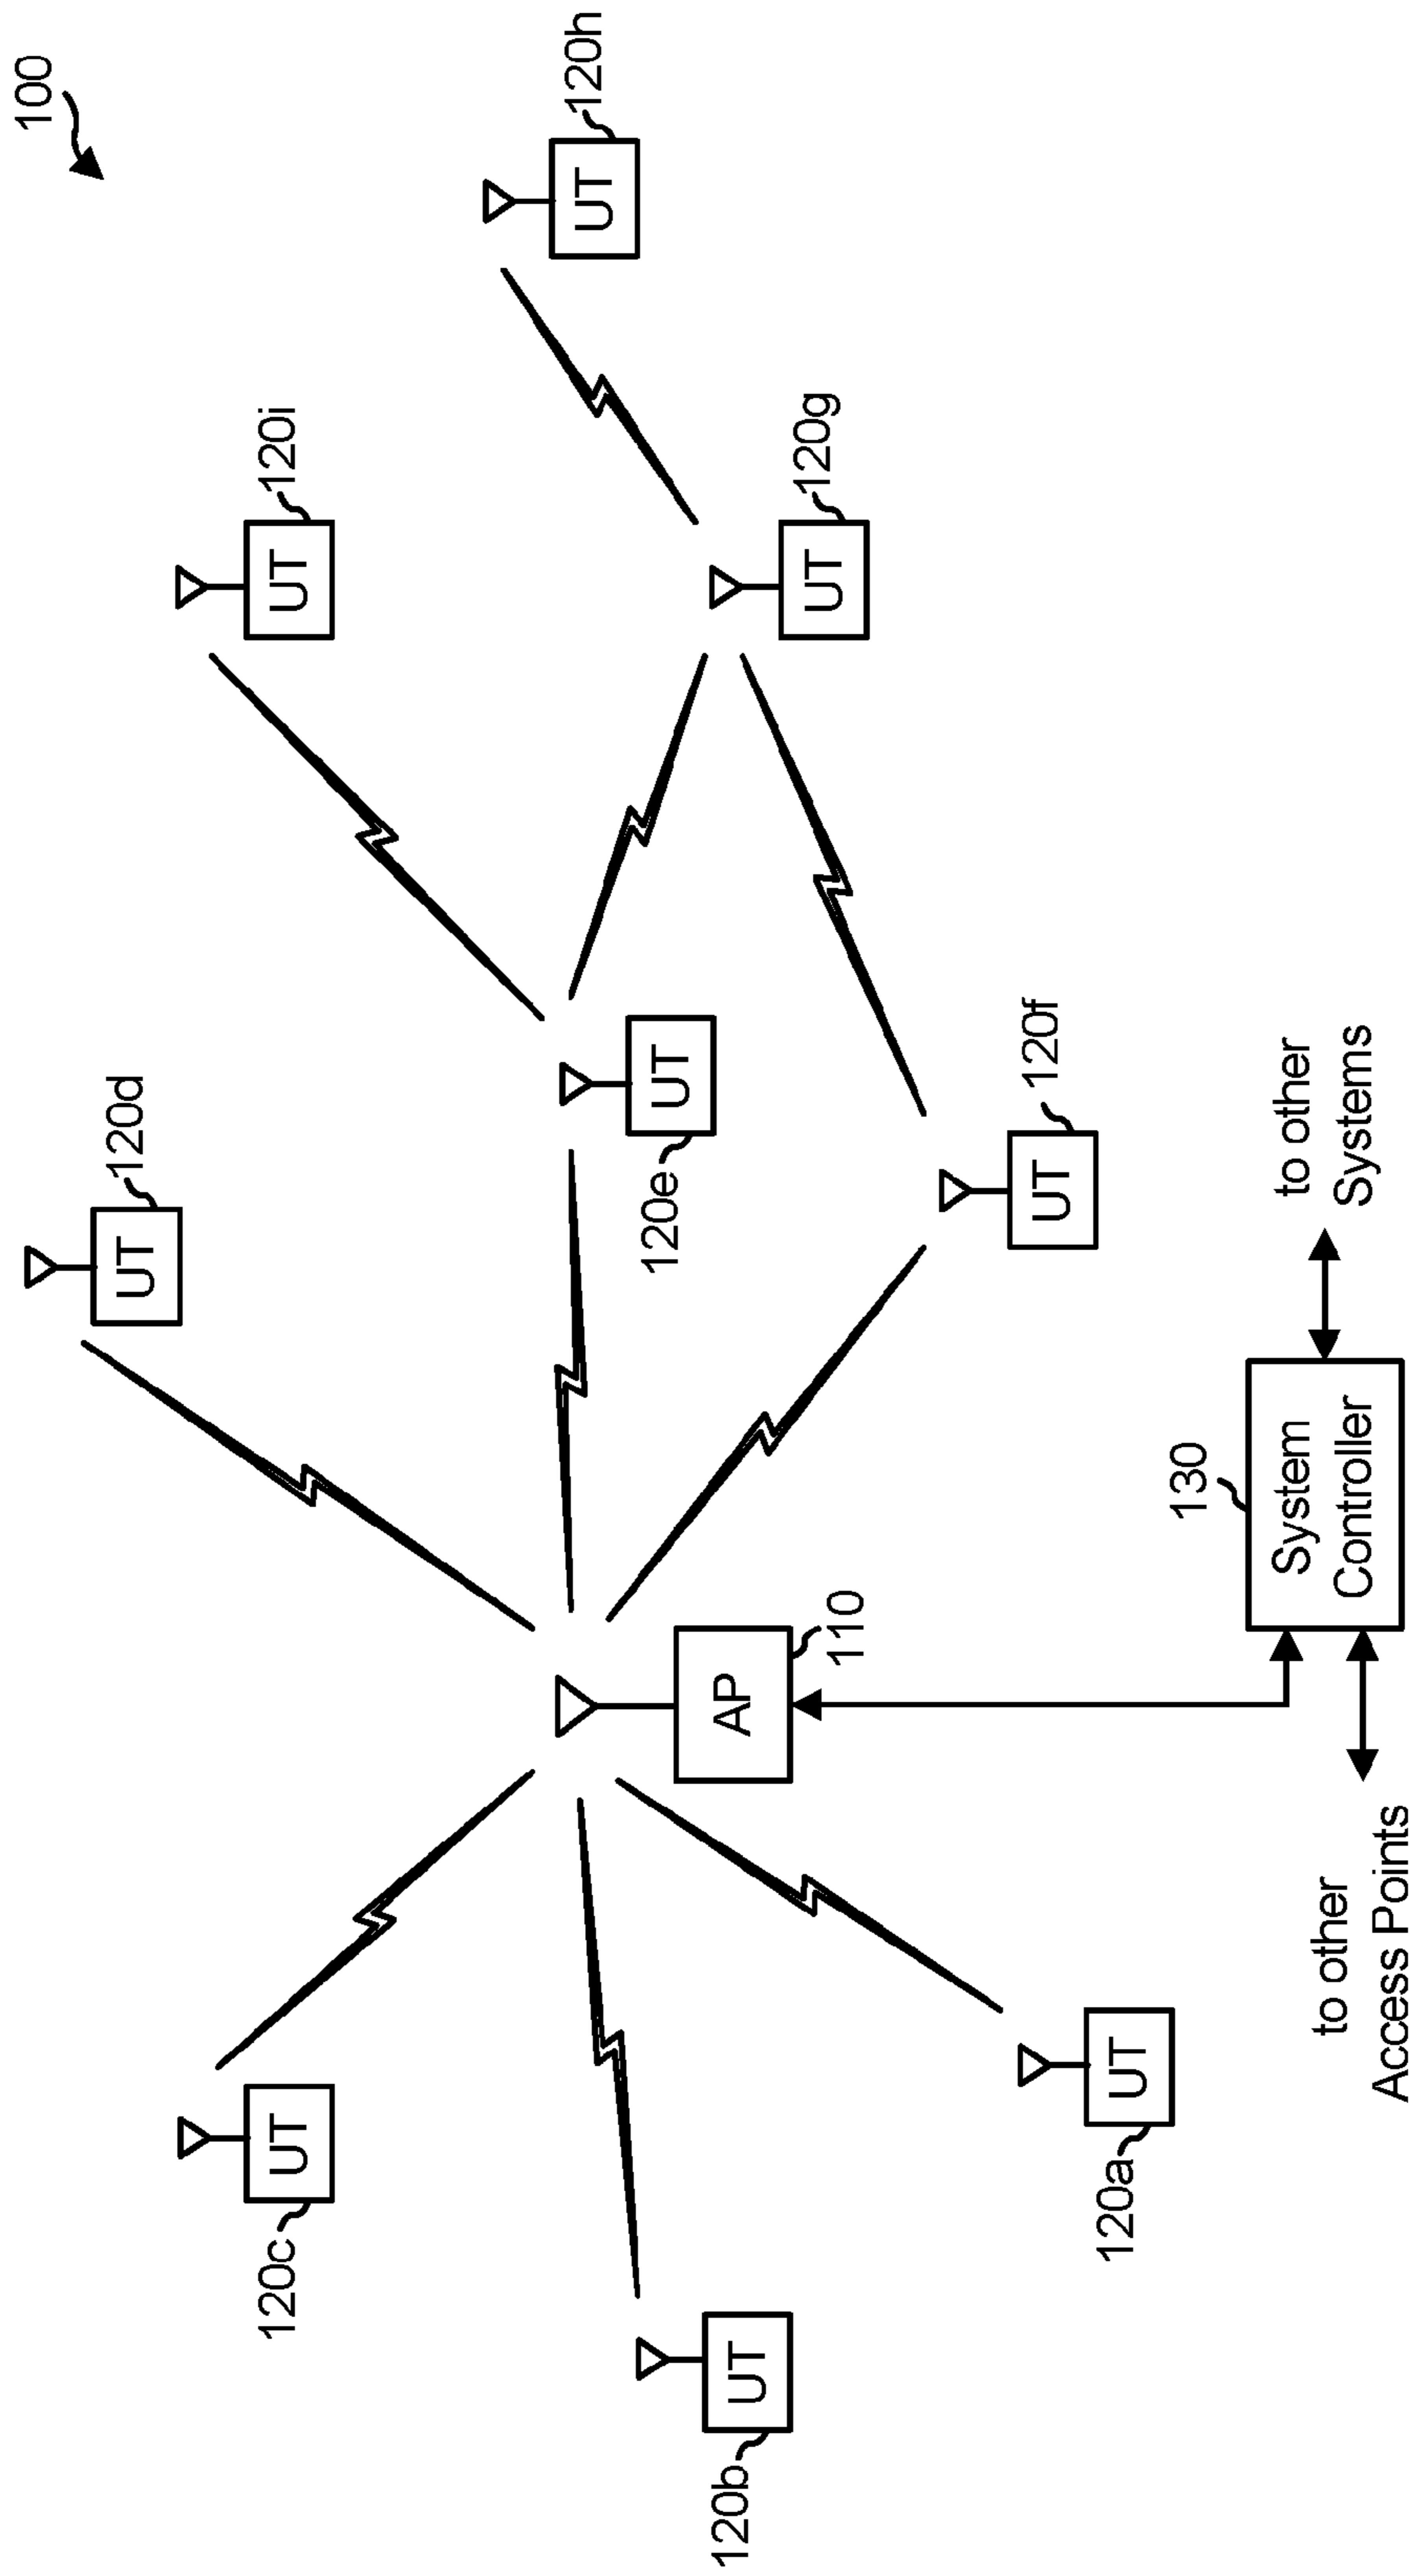 100
UT
120d
UT
120c
UT
120i
UT
120h
UT
120e
UT
120g
UT
120b
AP
110
UT
120f
UT
120a
130
System
Controller
to other
Systems
to other
Access Points